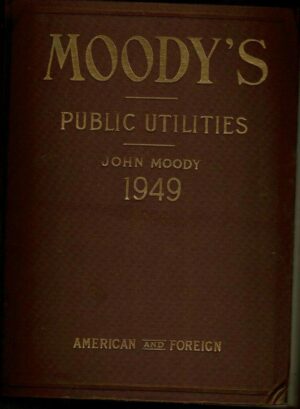 MOODY'S
PUBLIC UTILITIES
JOHN MOODY
1949
AMERICAN AND FOREIGN